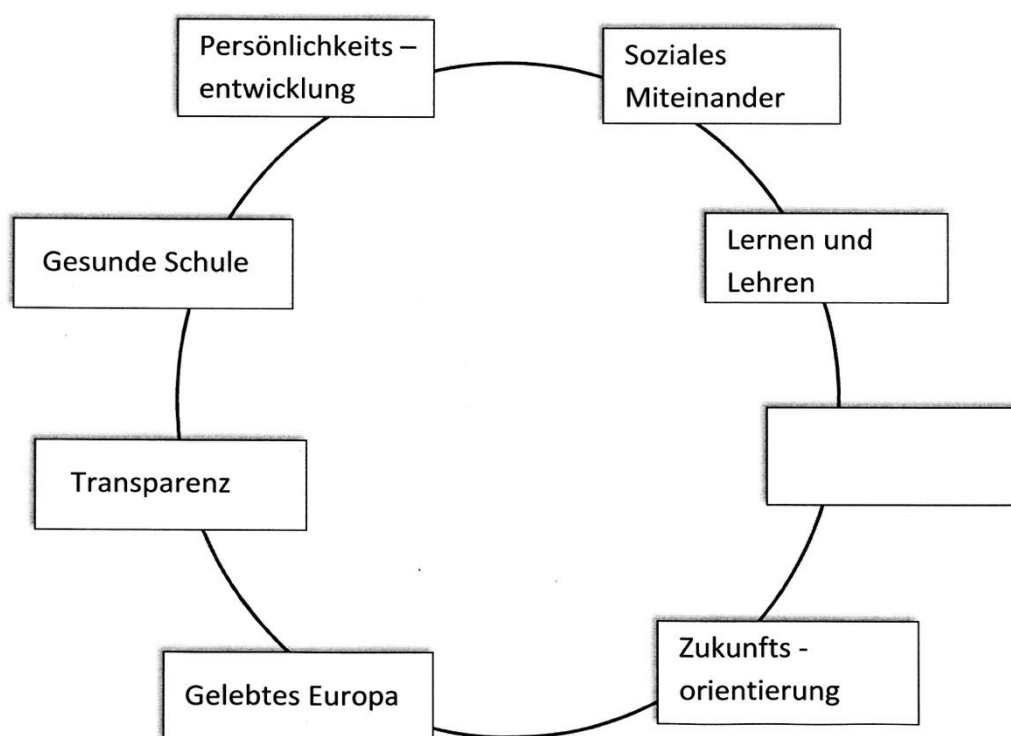 Persönlichkeits –
entwicklung
Soziales
Miteinander
Gesunde Schule
Lernen und
Lehren
Transparenz
Zukunfts -
orientierung
Gelebtes Europa